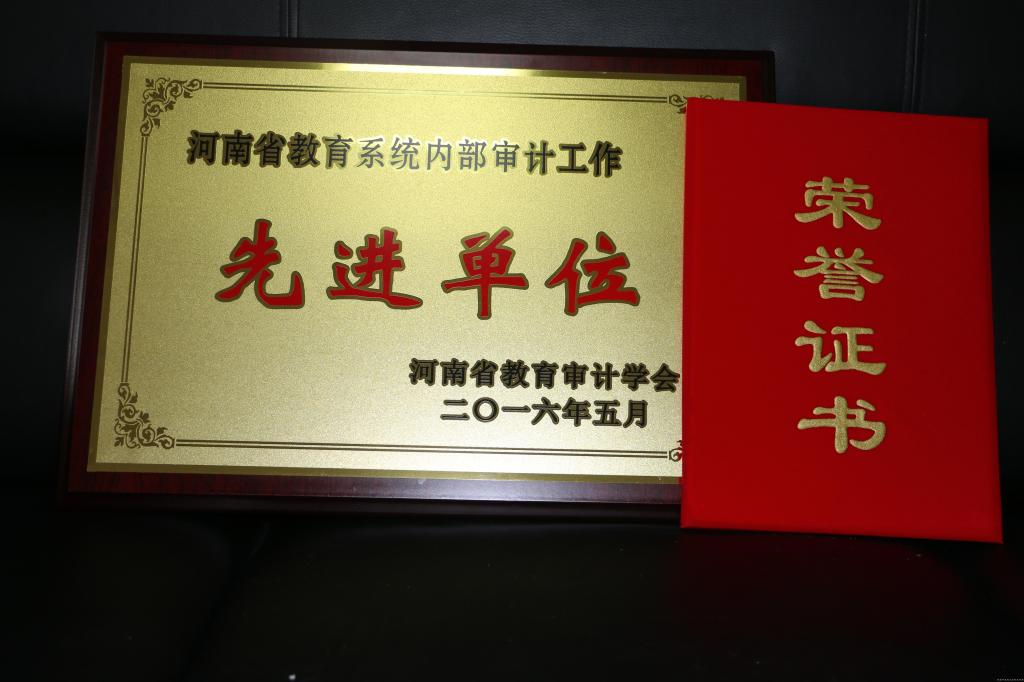 河南省教育系统内部审计工作
先进单位
河南省教育审计学会
二〇一六年五月
荣誉证书